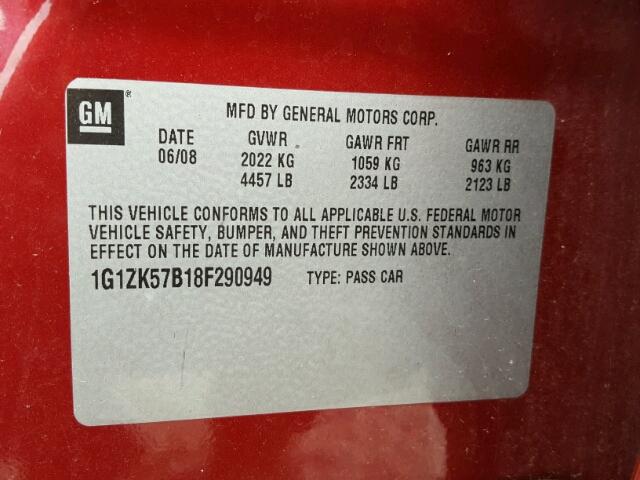 GM®
MFD BY GENERAL MOTORS CORP.
DATE GVWR GAWR FRT GAWR RR
06/08 2022 KG 1059 KG 963 KG
4457 LB 2334 LB 2123 LB
THIS VEHICLE CONFORMS TO ALL APPLICABLE U.S. FEDERAL MOTOR
VEHICLE SAFETY, BUMPER, AND THEFT PREVENTION STANDARDS IN
EFFECT ON THE DATE OF MANUFACTURE SHOWN ABOVE.
1G1ZK57B18F290949 TYPE: PASS CAR